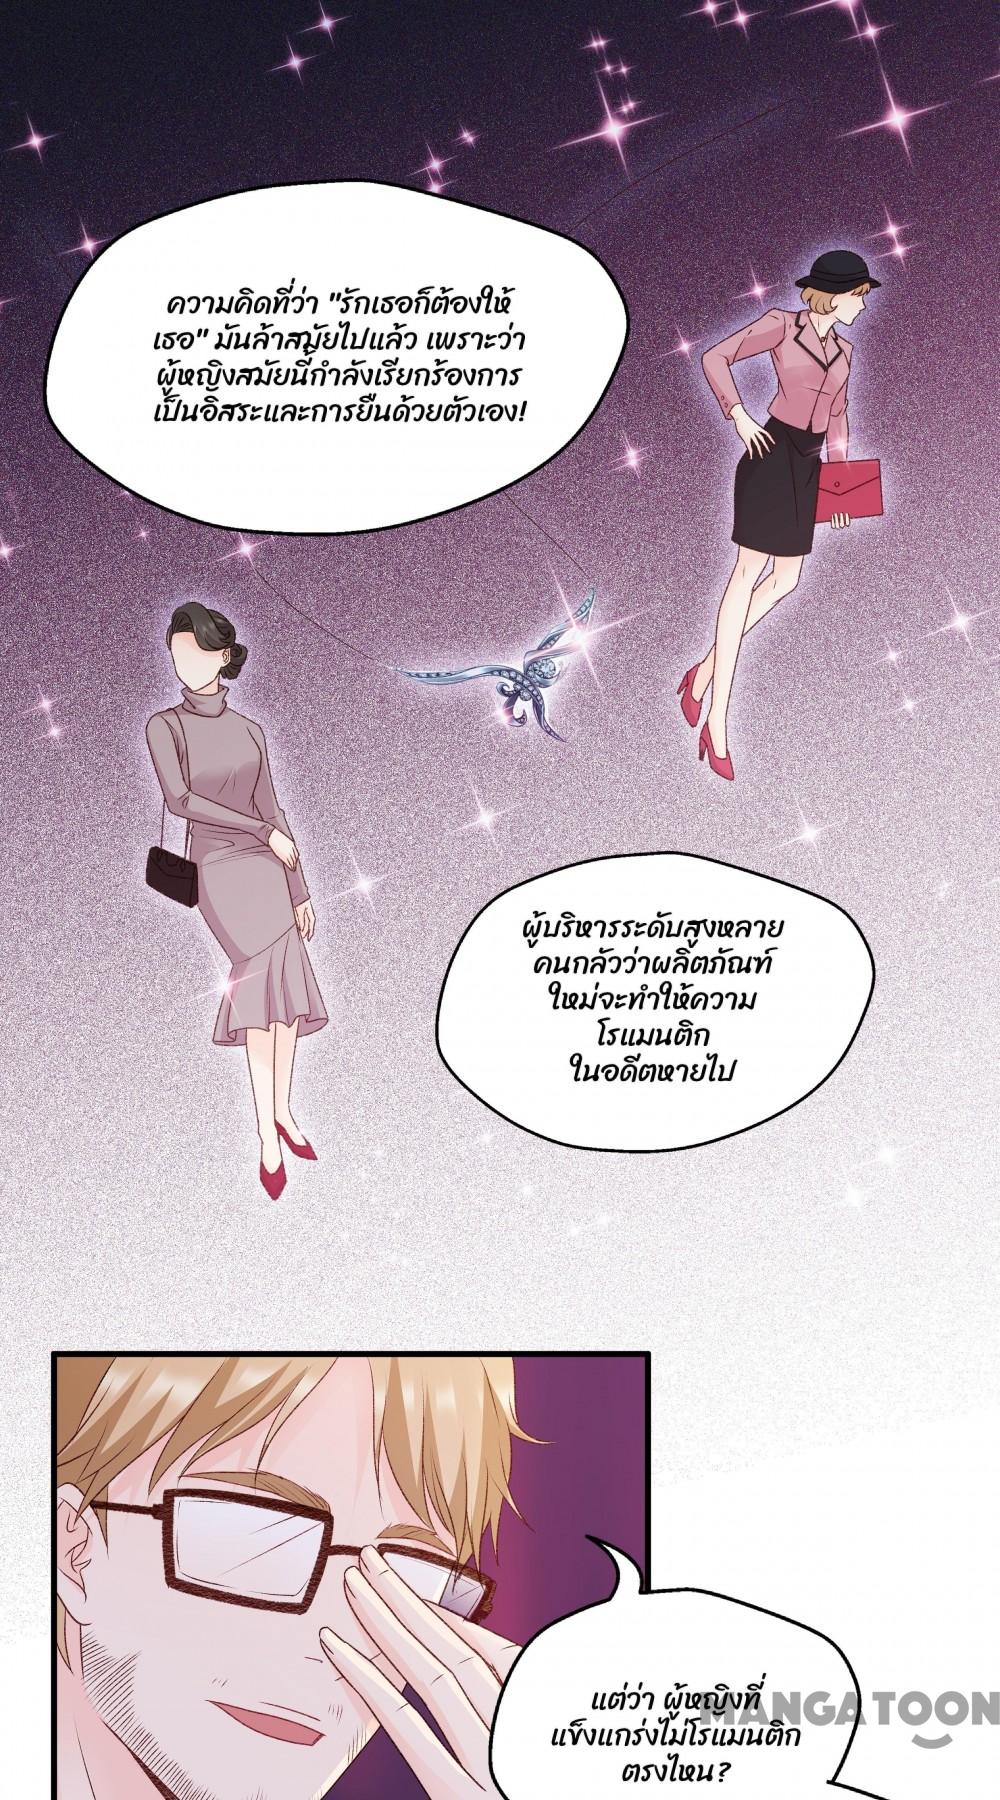 ความคิดที่ว่า "รักเธอก็ต้องให้
เธอ" มันล้าสมัยไปแล้ว เพราะว่า
ผู้หญิงสมัยนี้กำลังเรียกร้องการ
เป็นอิสระและการยืนด้วยตัวเอง!
ผู้บริหารระดับสูงหลาย
คนกลัวว่าผลิตภัณฑ์
ใหม่จะทำให้ความ
โรแมนติก
ในอดีตหายไป
แต่ว่า ผู้หญิงที่
แข็งแกร่งไม่โรแมนติก
ตรงไหน?
MANGATOON